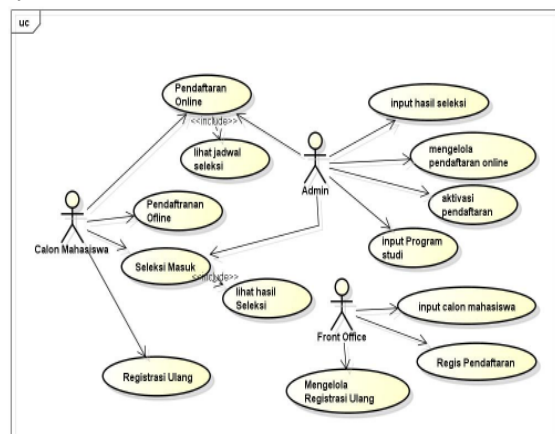 uc
Pendaftaran
Online
<<include>>
lihat jadwal
seleksi
input hasil seleksi
mengelola
pendaftaran online
Admin
aktivasi
pendaftaran
Pendaftranan
Ofline
Calon Mahasiswa
input Program
studi
Seleksi Masuk
<<include>>
lihat hasil
Seleksi
input calon mahasiswa
Front Office
Regis Pendaftaran
Registrasi Ulang
Mengelola
Registrasi Ulang